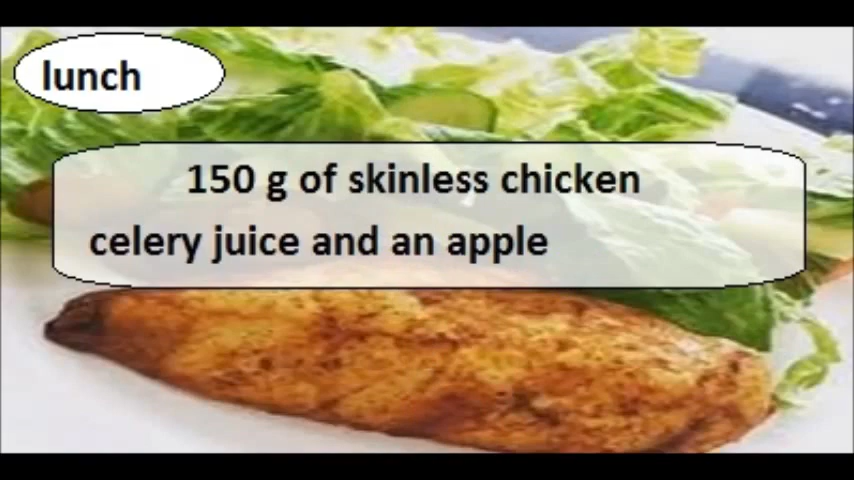 lunch
150 g of skinless chicken
celery juice and an apple